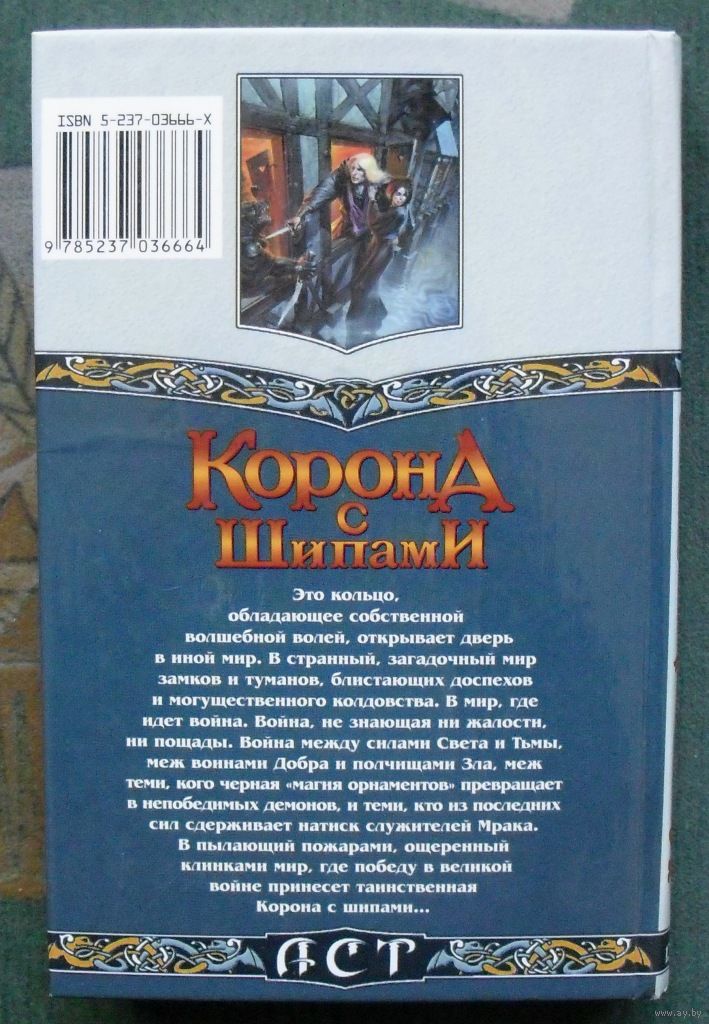 ISBN 5-237-03666-X
9 785237 036664
Корона
с
Шипами
Это кольцо,
обладающее собственной
волшебной волей, открывает дверь
в иной мир. В странный, загадочный мир
замков и туманов, блистающих доспехов
и могущественного колдовства. В мир, где
идет война. Война, не знающая ни жалости,
ни пощады. Война между силами Света и Тьмы,
меж воинами Добра и полчищами Зла, меж
теми, кого черная «магия орнаментов» превращает
в непобедимых демонов, и теми, кто из последних
сил сдерживает натиск служителей Мрака.
В пылающий пожарами, ощеренный
клинками мир, где победу в великой
войне принесет таинственная
Корона с шипами...
АСТ
www.ay.by